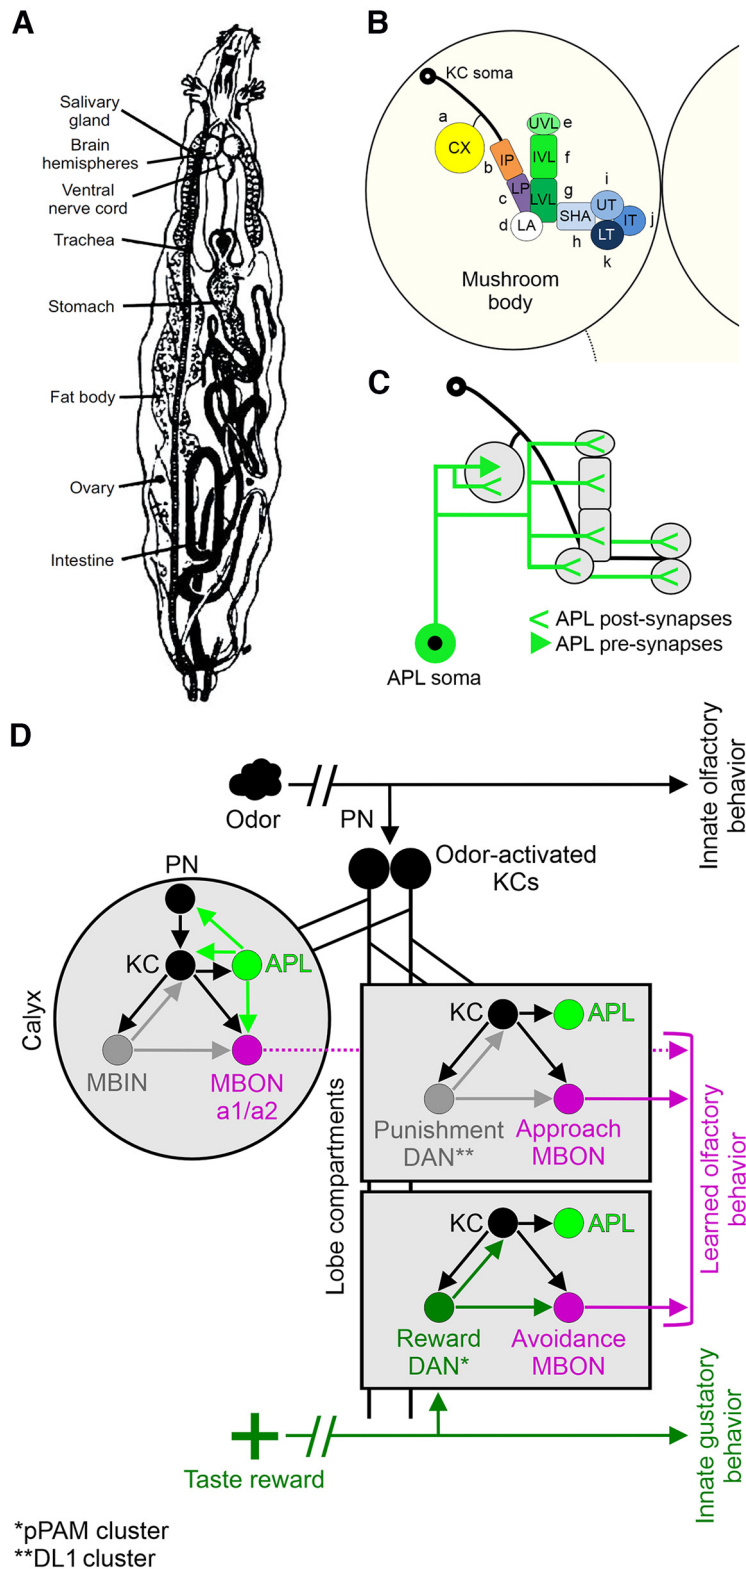 A
Salivary
gland
Brain
hemispheres
Ventral
nerve cord
Trachea
Stomach
Fat body
Ovary
Intestine
B
KC soma
a
CX
b
IP
c
LP
d
LA
UVL
e
IVL
f
LVL
g
SHA
h
UT
i
IT
j
LT
k
Mushroom
body
C
APL post-synapses
APL pre-synapses
APL soma
D
Odor
PN
Innate olfactory
behavior
Odor-activated
KCs
PN
KC
APL
MBIN
MBON
a1/a2
Calyx
Lobe compartments
KC
APL
Punishment
DAN**
Approach
MBON
KC
APL
Reward
DAN*
Avoidance
MBON
Learned olfactory
behavior
Taste reward
Innate gustatory
behavior
*pPAM cluster
**DL1 cluster